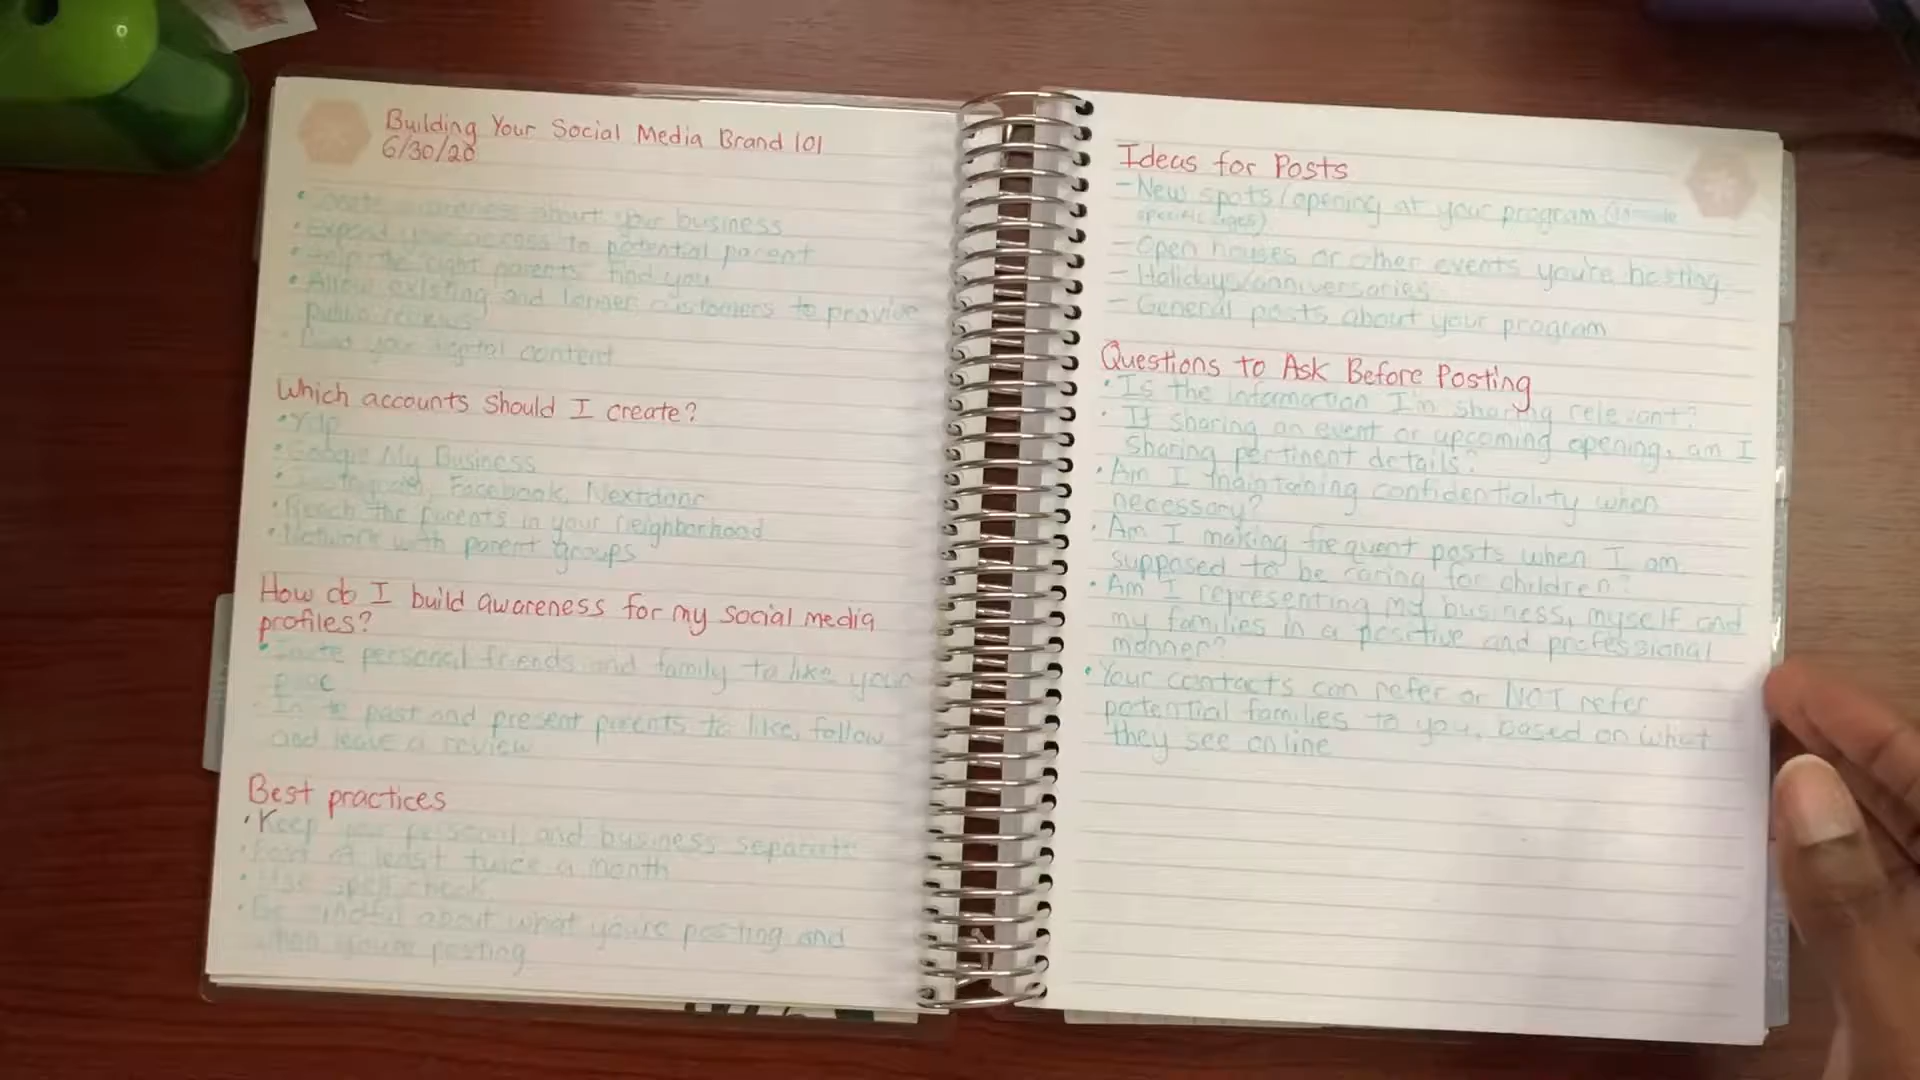 Building Your Social Media Brand 101
6/30/20
• Create awareness about your business
• Expand your access to potential parent
• Help the right parents find you
• Allow existing and former customers to provide
public reviews
• Build your digital content
Which accounts should I create?
• Yelp
• Google My Business
• Instagram, Facebook, Nextdoor
• Reach the parents in your neighborhood
• Network with parent groups
How do I build awareness for my social media
profiles?
• Invite personal friends and family to like your
• Invite past and present parents to like, follow
and leave a review
Best practices
• Keep your personal and business separate
• Post at least twice a month
• Use spell check
• Be mindful about what you're posting and
when you're posting
Ideas for Posts
- New spots/opening at your program (include
specific ages)
- Open houses or other events you're hosting
- Holidays/anniversaries
- General posts about your program
Questions to Ask Before Posting
• Is the information I'm sharing relevant?
• If sharing an event or upcoming opening, am I
sharing pertinent details?
• Am I maintaining confidentiality when
necessary?
• Am I making frequent posts when I am
supposed to be caring for children?
• Am I representing my business, myself and
my families in a positive and professional
manner?
• Your contacts can refer or NOT refer
potential families to you, based on what
they see online